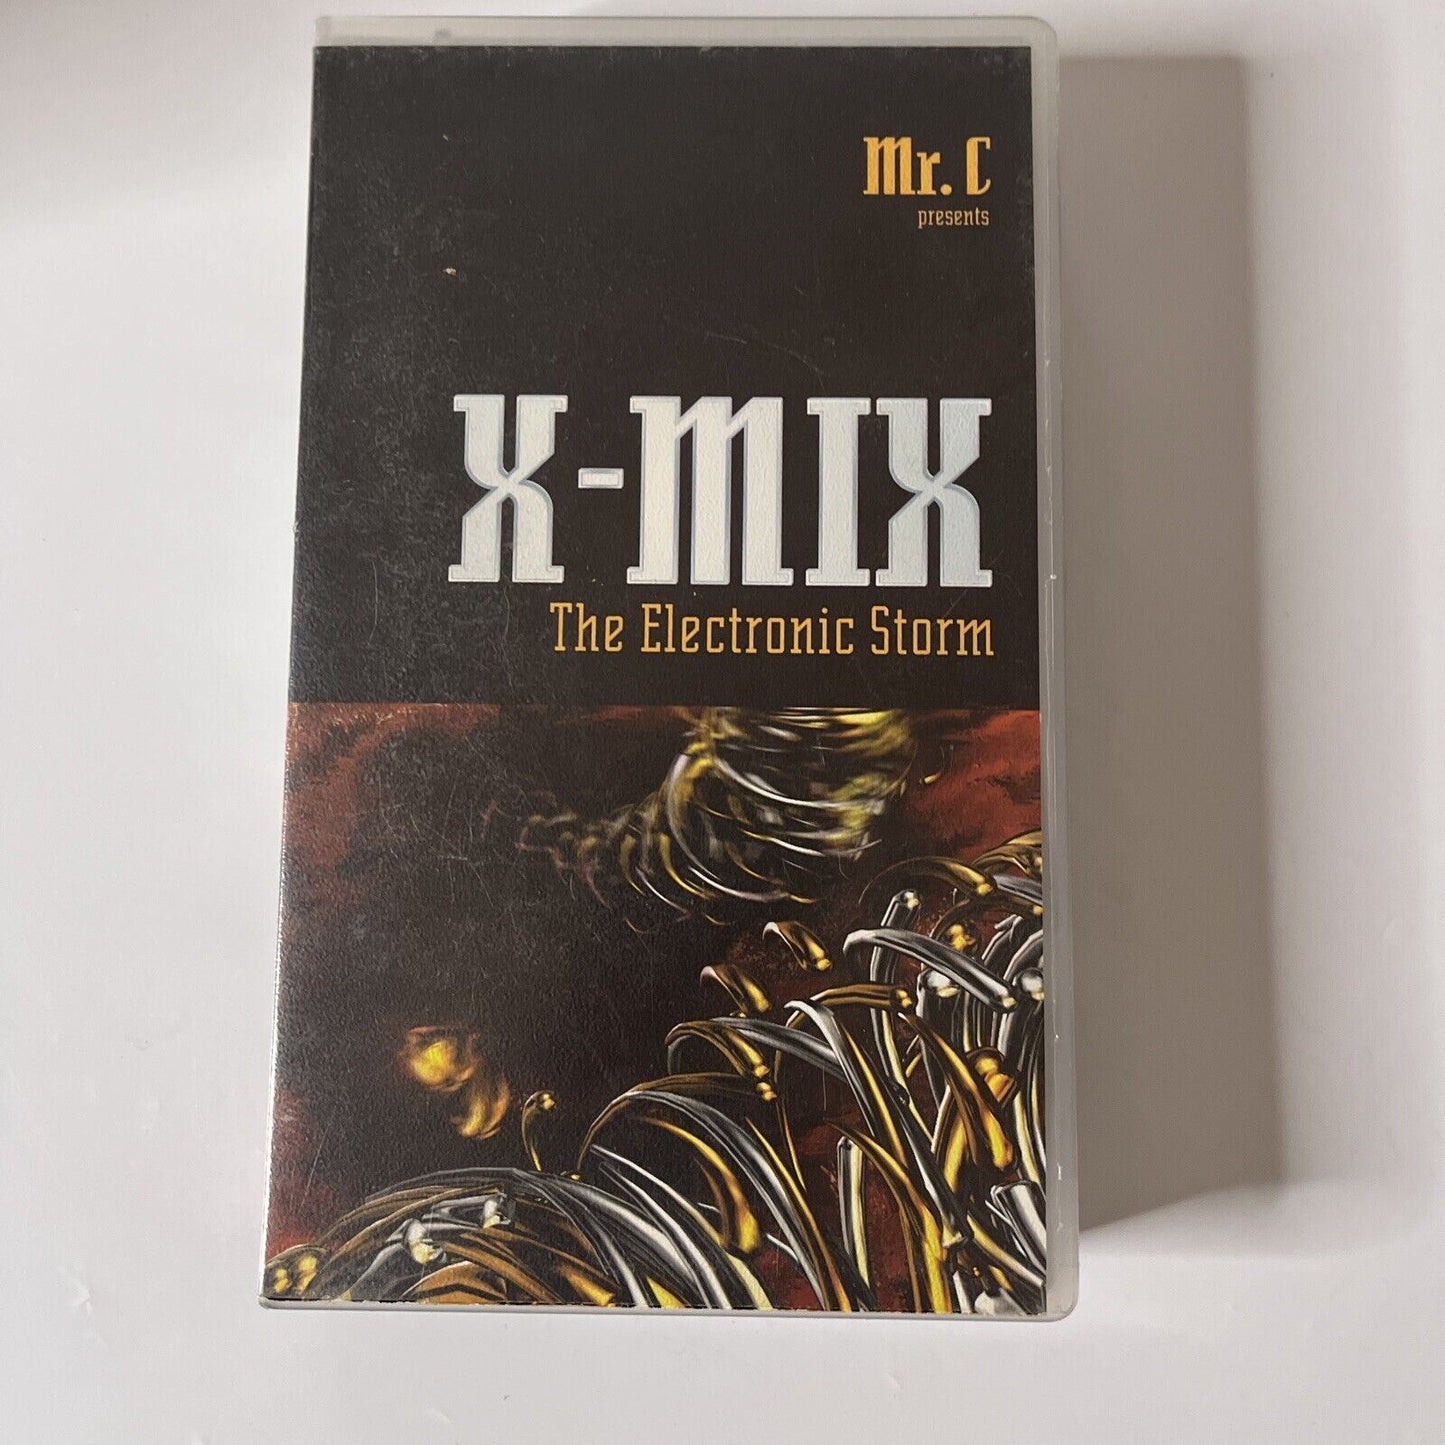 Mr. C
presents
X-MIX
The Electronic Storm